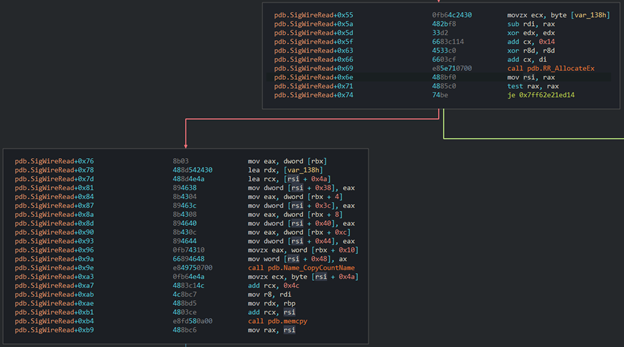 pdb.SigWireRead+0x55 0fb64c2430 movzx ecx, byte [var_138h]
pdb.SigWireRead+0x5a 482bf8 sub rdi, rax
pdb.SigWireRead+0x5d 33d2 xor edx, edx
pdb.SigWireRead+0x5f 6683c114 add cx, 0x14
pdb.SigWireRead+0x63 4533c0 xor r8d, r8d
pdb.SigWireRead+0x66 6603cf add cx, di
pdb.SigWireRead+0x69 e85e710700 call pdb.RR_AllocateEx
pdb.SigWireRead+0x6e 488bf0 mov rsi, rax
pdb.SigWireRead+0x71 4885c0 test rax, rax
pdb.SigWireRead+0x74 74be je 0x7ff62e21ed14
pdb.SigWireRead+0x76 8b03 mov eax, dword [rbx]
pdb.SigWireRead+0x78 488d542430 lea rdx, [var_138h]
pdb.SigWireRead+0x7d 488d4e4a lea rcx, [rsi + 0x4a]
pdb.SigWireRead+0x81 894638 mov dword [rsi + 0x38], eax
pdb.SigWireRead+0x84 8b4304 mov eax, dword [rbx + 4]
pdb.SigWireRead+0x87 89463c mov dword [rsi + 0x3c], eax
pdb.SigWireRead+0x8a 8b4308 mov eax, dword [rbx + 8]
pdb.SigWireRead+0x8d 894640 mov dword [rsi + 0x40], eax
pdb.SigWireRead+0x90 8b430c mov eax, dword [rbx + 0xc]
pdb.SigWireRead+0x93 894644 mov dword [rsi + 0x44], eax
pdb.SigWireRead+0x96 0fb74310 movzx eax, word [rbx + 0x10]
pdb.SigWireRead+0x9a 66894648 mov word [rsi + 0x48], ax
pdb.SigWireRead+0x9e e849750700 call pdb.Name_CopyCountName
pdb.SigWireRead+0xa3 0fb64e4a movzx ecx, byte [rsi + 0x4a]
pdb.SigWireRead+0xa7 4883c14c add rcx, 0x4c
pdb.SigWireRead+0xab 4c8bc7 mov r8, rdi
pdb.SigWireRead+0xae 488bd5 mov rdx, rbp
pdb.SigWireRead+0xb1 4803ce add rcx, rsi
pdb.SigWireRead+0xb4 e8fd580a00 call pdb.memcpy
pdb.SigWireRead+0xb9 488bc6 mov rax, rsi